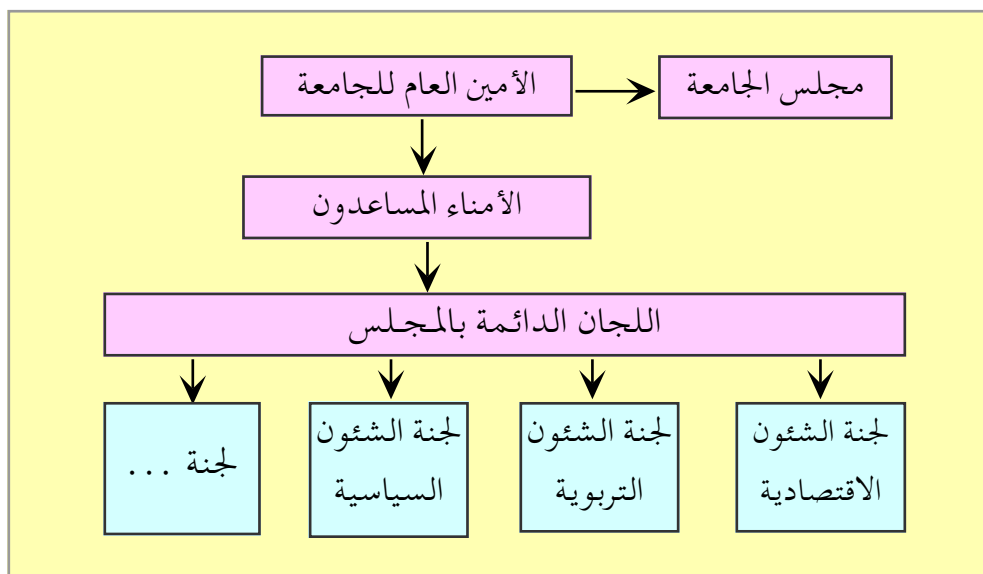 مجلس الجامعة
الأمين العام للجامعة
الأمناء المساعدون
اللجان الدائمة بالمجلس
لجنة الشئون
الاقتصادية
لجنة الشئون
التربوية
لجنة الشئون
السياسية
لجنة ...